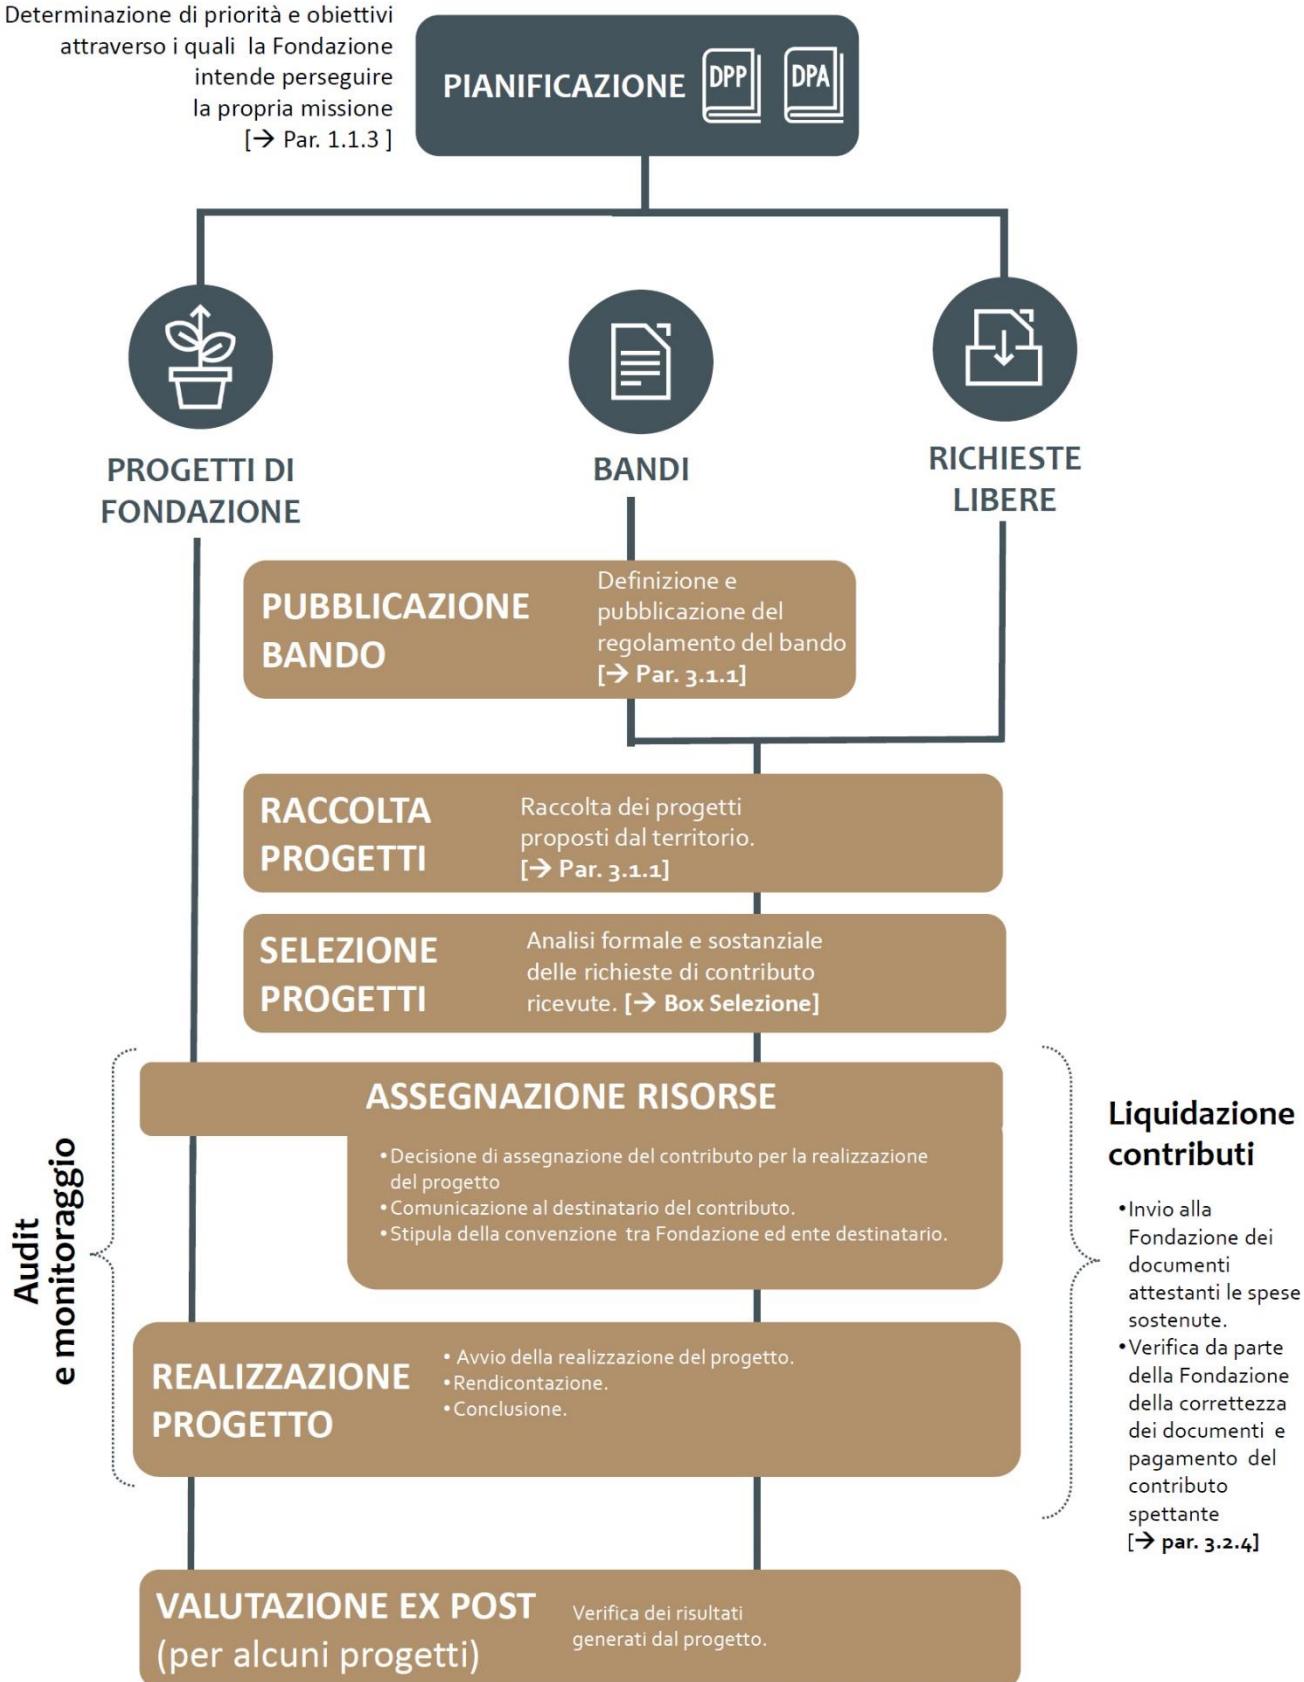 Determinazione di priorità e obiettivi
attraverso i quali la Fondazione
intende perseguire
la propria missione
[→ Par. 1.1.3 ]
PIANIFICAZIONE
DPP
DPA
PROGETTI DI
FONDAZIONE
BANDI
RICHIESTE
LIBERE
PUBBLICAZIONE
BANDO
Definizione e
pubblicazione del
regolamento del bando
[→ Par. 3.1.1]
RACCOLTA
PROGETTI
Raccolta dei progetti
proposti dal territorio.
[→ Par. 3.1.1]
SELEZIONE
PROGETTI
Analisi formale e sostanziale
delle richieste di contributo
ricevute. [→ Box Selezione]
ASSEGNAZIONE RISORSE
•Decisione di assegnazione del contributo per la realizzazione
del progetto
•Comunicazione al destinatario del contributo.
•Stipula della convenzione tra Fondazione ed ente destinatario.
Audit
e monitoraggio
Liquidazione
contributi
•Invio alla
Fondazione dei
documenti
attestanti le spese
sostenute.
•Verifica da parte
della Fondazione
della correttezza
dei documenti e
pagamento del
contributo
spettante
[→ par. 3.2.4]
REALIZZAZIONE
PROGETTO
• Avvio della realizzazione del progetto.
•Rendicontazione.
•Conclusione.
VALUTAZIONE EX POST
(per alcuni progetti)
Verifica dei risultati
generati dal progetto.